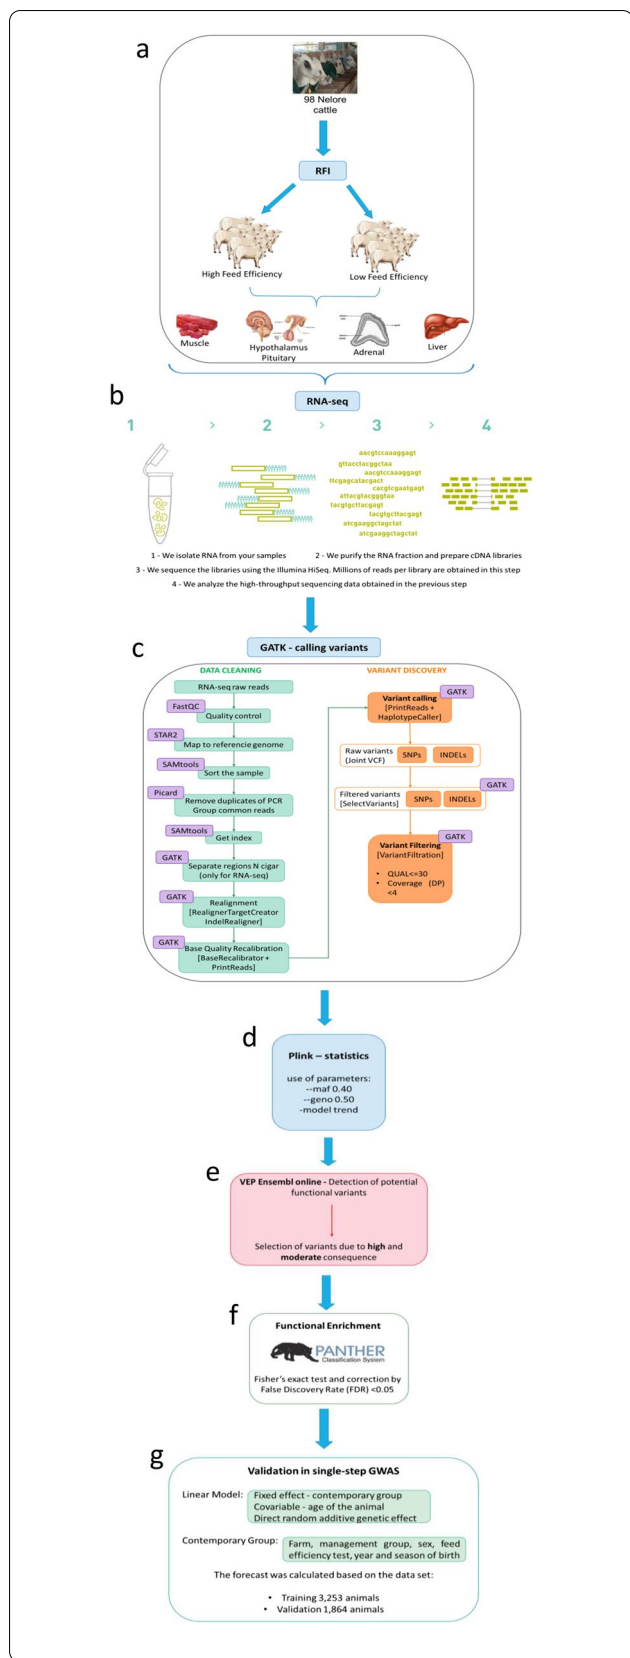 a
98 Nelore
cattle
RFI
High Feed Efficiency
Low Feed Efficiency
Muscle
Hypothalamus
Pituitary
Adrenal
Liver
b
RNA-seq
1 > 2 > 3 > 4
aacgtccaaaggagt
gttacctacggctaa
aacgtccaaaggagt
ttcgagcatacgact
cacgtcgaatgagt
attacgtacgggtaa
tacgtgcttacgagt
tacgtgcttacgagt
atcgaaggctagctat
atcgaaggctagctat
1 - We isolate RNA from your samples
2 - We purify the RNA fraction and prepare cDNA libraries
3 - We sequence the libraries using the Illumina HiSeq. Millions of reads per library are obtained in this step
4 - We analyze the high-throughput sequencing data obtained in the previous step
c
GATK - calling variants
DATA CLEANING
RNA-seq raw reads
FastQC
Quality control
STAR2
Map to referencie genome
SAMtools
Sort the sample
Picard
Remove duplicates of PCR
Group common reads
SAMtools
Get index
GATK
Separate regions N cigar
(only for RNA-seq)
GATK
Realignment
[RealignerTargetCreator
IndelRealigner]
GATK
Base Quality Recalibration
[BaseRecalibrator +
PrintReads]
VARIANT DISCOVERY
GATK
Variant calling
[PrintReads +
HaplotypeCaller]
Raw variants
(Joint VCF)
SNPs
INDELs
GATK
Filtered variants
[SelectVariants]
SNPs
INDELs
GATK
Variant Filtering
[VariantFiltration]
• QUAL<=30
• Coverage (DP)
<4
d
Plink – statistics
use of parameters:
--maf 0.40
--geno 0.50
-model trend
e
VEP Ensembl online - Detection of potential
functional variants
Selection of variants due to high and
moderate consequence
f
Functional Enrichment
PANTHER
Classification System
Fisher's exact test and correction by
False Discovery Rate (FDR) <0.05
g
Validation in single-step GWAS
Linear Model:
Fixed effect - contemporary group
Covariable - age of the animal
Direct random additive genetic effect
Contemporary Group:
Farm, management group, sex, feed
efficiency test, year and season of birth
The forecast was calculated based on the data set:
• Training 3,253 animals
• Validation 1,864 animals